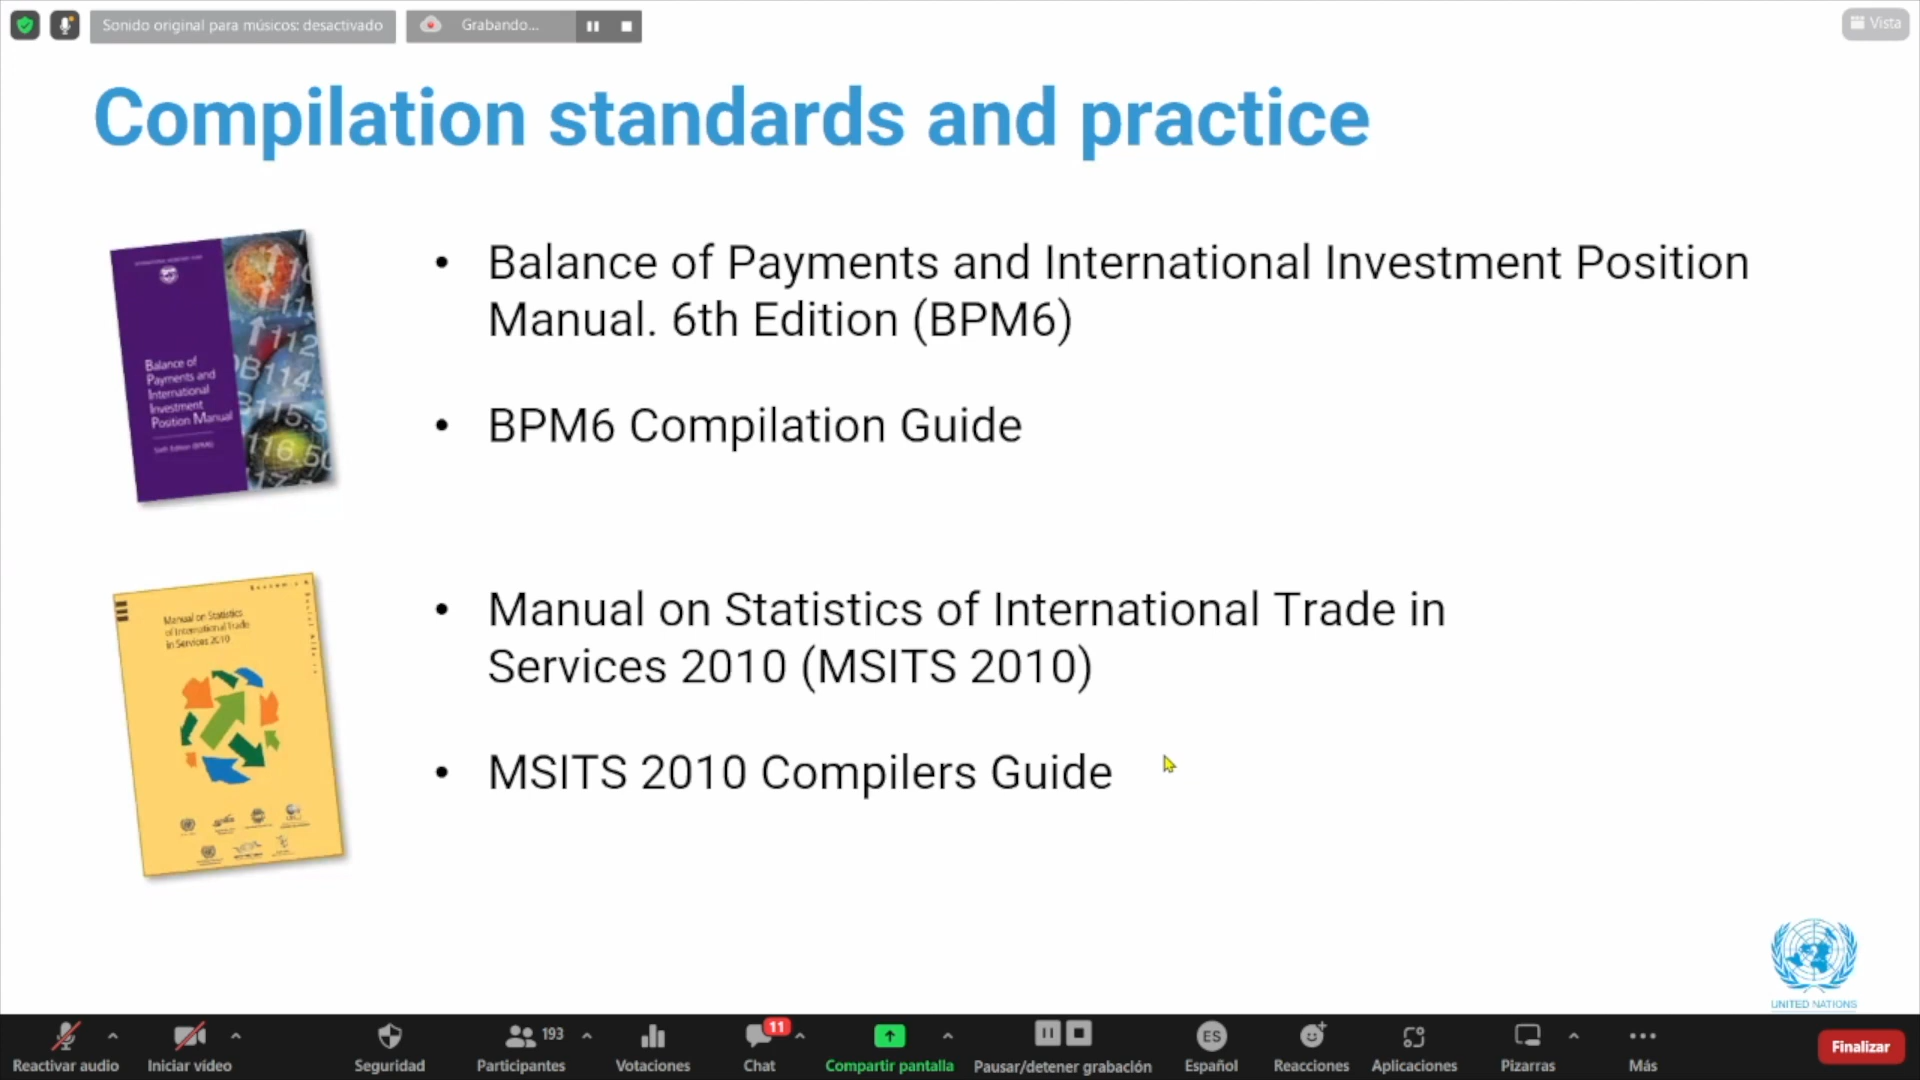 Sonido original para músicos: desactivado
Grabando...
Vista
Compilation standards and practice
Balance of
Payments and
International
Investment
Position Manual
Sixth Edition (BPM6)
• Balance of Payments and International Investment Position
Manual. 6th Edition (BPM6)
• BPM6 Compilation Guide
Manual on Statistics
of International Trade
in Services 2010
• Manual on Statistics of International Trade in
Services 2010 (MSITS 2010)
• MSITS 2010 Compilers Guide
UNITED NATIONS
193
11
ES
Reactivar audio
Iniciar vídeo
Seguridad
Participantes
Votaciones
Chat
Compartir pantalla
Pausar/detener grabación
Español
Reacciones
Aplicaciones
Pizarras
Más
Finalizar